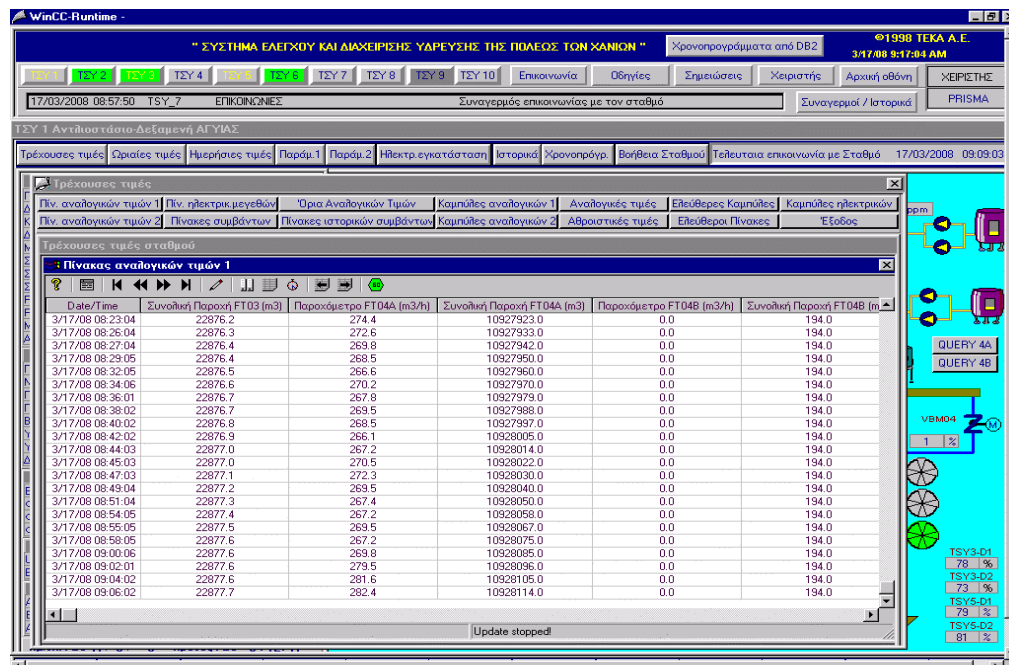 WinCC-Runtime -
" ΣΥΣΤΗΜΑ ΕΛΕΓΧΟΥ ΚΑΙ ΔΙΑΧΕΙΡΙΣΗΣ ΥΔΡΕΥΣΗΣ ΤΗΣ ΠΟΛΕΩΣ ΤΩΝ ΧΑΝΙΩΝ " Χρονοπρογράμματα από DB2 ©1998 TEKA A.E.
3/17/08 9:17:04 AM
ΤΣΥ 1 ΤΣΥ 2 ΤΣΥ 3 ΤΣΥ 4 ΤΣΥ 5 ΤΣΥ 6 ΤΣΥ 7 ΤΣΥ 8 ΤΣΥ 9 ΤΣΥ 10 Επικοινωνία Οδηγίες Σημειώσεις Χειριστής Αρχική οθόνη ΧΕΙΡΙΣΤΗΣ
17/03/2008 08:57:50 TSY_7 ΕΠΙΚΟΙΝΩΝΙΕΣ Συναγερμός επικοινωνίας με τον σταθμό Συναγερμοί / Ιστορικά PRISMA
ΤΣΥ 1 Αντλιοστάσιο-Δεξαμενή ΑΓΥΙΑΣ
Τρέχουσες τιμές Ωριαίες τιμές Ημερήσιες τιμές Παράμ.1 Παράμ.2 Ηλεκτρ.εγκατάσταση Ιστορικά Χρονοπρόγρ. Βοήθεια Σταθμού Τελευταια επικοινωνία με Σταθμό 17/03/2008 09:09:03
Τρέχουσες τιμές
Πίν. αναλογικών τιμών 1 Πίν. ηλεκτρικ.μεγεθών Όρια Αναλογικών Τιμών Καμπύλες αναλογικών 1 Αναλογικές τιμές Ελεύθερες Καμπύλες Καμπύλες ηλεκτρικών
Πίν. αναλογικών τιμών 2 Πίνακες συμβάντων Πίνακες ιστορικών συμβάντων Καμπύλες αναλογικών 2 Αθροιστικές τιμές Ελεύθεροι Πίνακες Έξοδος
ppm
Τρέχουσες τιμές σταθμού
Πίνακας αναλογικών τιμών 1
Date/Time Συνολική Παροχή FT03 (m3) Παροχόμετρο FT04A (m3/h) Συνολική Παροχή FT04A (m3) Παροχόμετρο FT04B (m3/h) Συνολική Παροχή FT04B (m
3/17/08 08:23:04 22876.2 274.4 10927923.0 0.0 194.0
3/17/08 08:26:04 22876.3 272.6 10927933.0 0.0 194.0
3/17/08 08:27:04 22876.4 269.8 10927942.0 0.0 194.0
3/17/08 08:29:05 22876.4 268.5 10927950.0 0.0 194.0
3/17/08 08:32:05 22876.5 266.6 10927960.0 0.0 194.0
3/17/08 08:34:06 22876.6 270.2 10927970.0 0.0 194.0
3/17/08 08:36:01 22876.7 267.8 10927979.0 0.0 194.0
3/17/08 08:38:02 22876.7 269.5 10927988.0 0.0 194.0
3/17/08 08:40:02 22876.8 268.5 10927997.0 0.0 194.0
3/17/08 08:42:02 22876.9 266.1 10928005.0 0.0 194.0
3/17/08 08:44:03 22877.0 267.2 10928014.0 0.0 194.0
3/17/08 08:45:03 22877.0 270.5 10928022.0 0.0 194.0
3/17/08 08:47:03 22877.1 272.3 10928030.0 0.0 194.0
3/17/08 08:49:04 22877.2 269.5 10928040.0 0.0 194.0
3/17/08 08:51:04 22877.3 267.4 10928050.0 0.0 194.0
3/17/08 08:54:05 22877.4 267.2 10928058.0 0.0 194.0
3/17/08 08:55:05 22877.5 269.5 10928067.0 0.0 194.0
3/17/08 08:58:05 22877.6 267.2 10928075.0 0.0 194.0
3/17/08 09:00:06 22877.6 269.8 10928085.0 0.0 194.0
3/17/08 09:02:01 22877.6 279.5 10928096.0 0.0 194.0
3/17/08 09:04:02 22877.6 281.6 10928105.0 0.0 194.0
3/17/08 09:06:02 22877.7 282.4 10928114.0 0.0 194.0
Update stopped!
QUERY 4A
QUERY 4B
VBM04
M
1 %
TSY3-D1
78 %
TSY3-D2
73 %
TSY5-D1
79 %
TSY5-D2
81 %